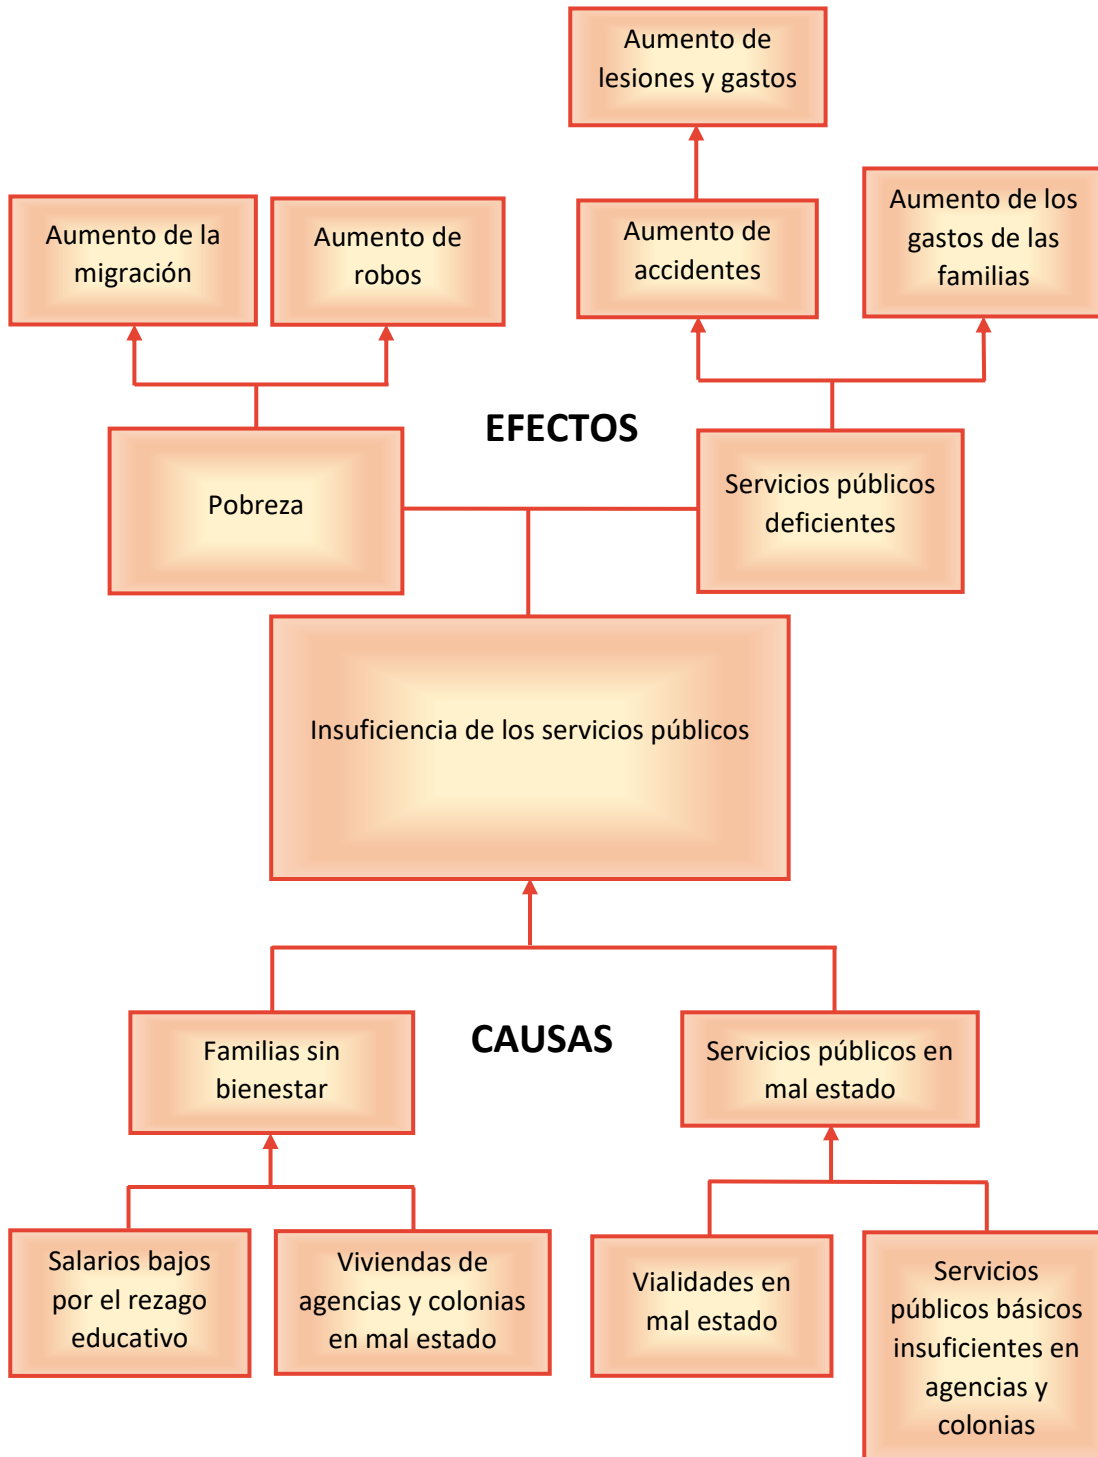 Aumento de
lesiones y gastos
Aumento de la
migración
Aumento de
robos
Aumento de
accidentes
Aumento de los
gastos de las
familias
EFECTOS
Pobreza
Servicios públicos
deficientes
Insuficiencia de los servicios públicos
CAUSAS
Familias sin
bienestar
Servicios públicos en
mal estado
Salarios bajos
por el rezago
educativo
Viviendas de
agencias y colonias
en mal estado
Vialidades en
mal estado
Servicios
públicos básicos
insuficientes en
agencias y
colonias